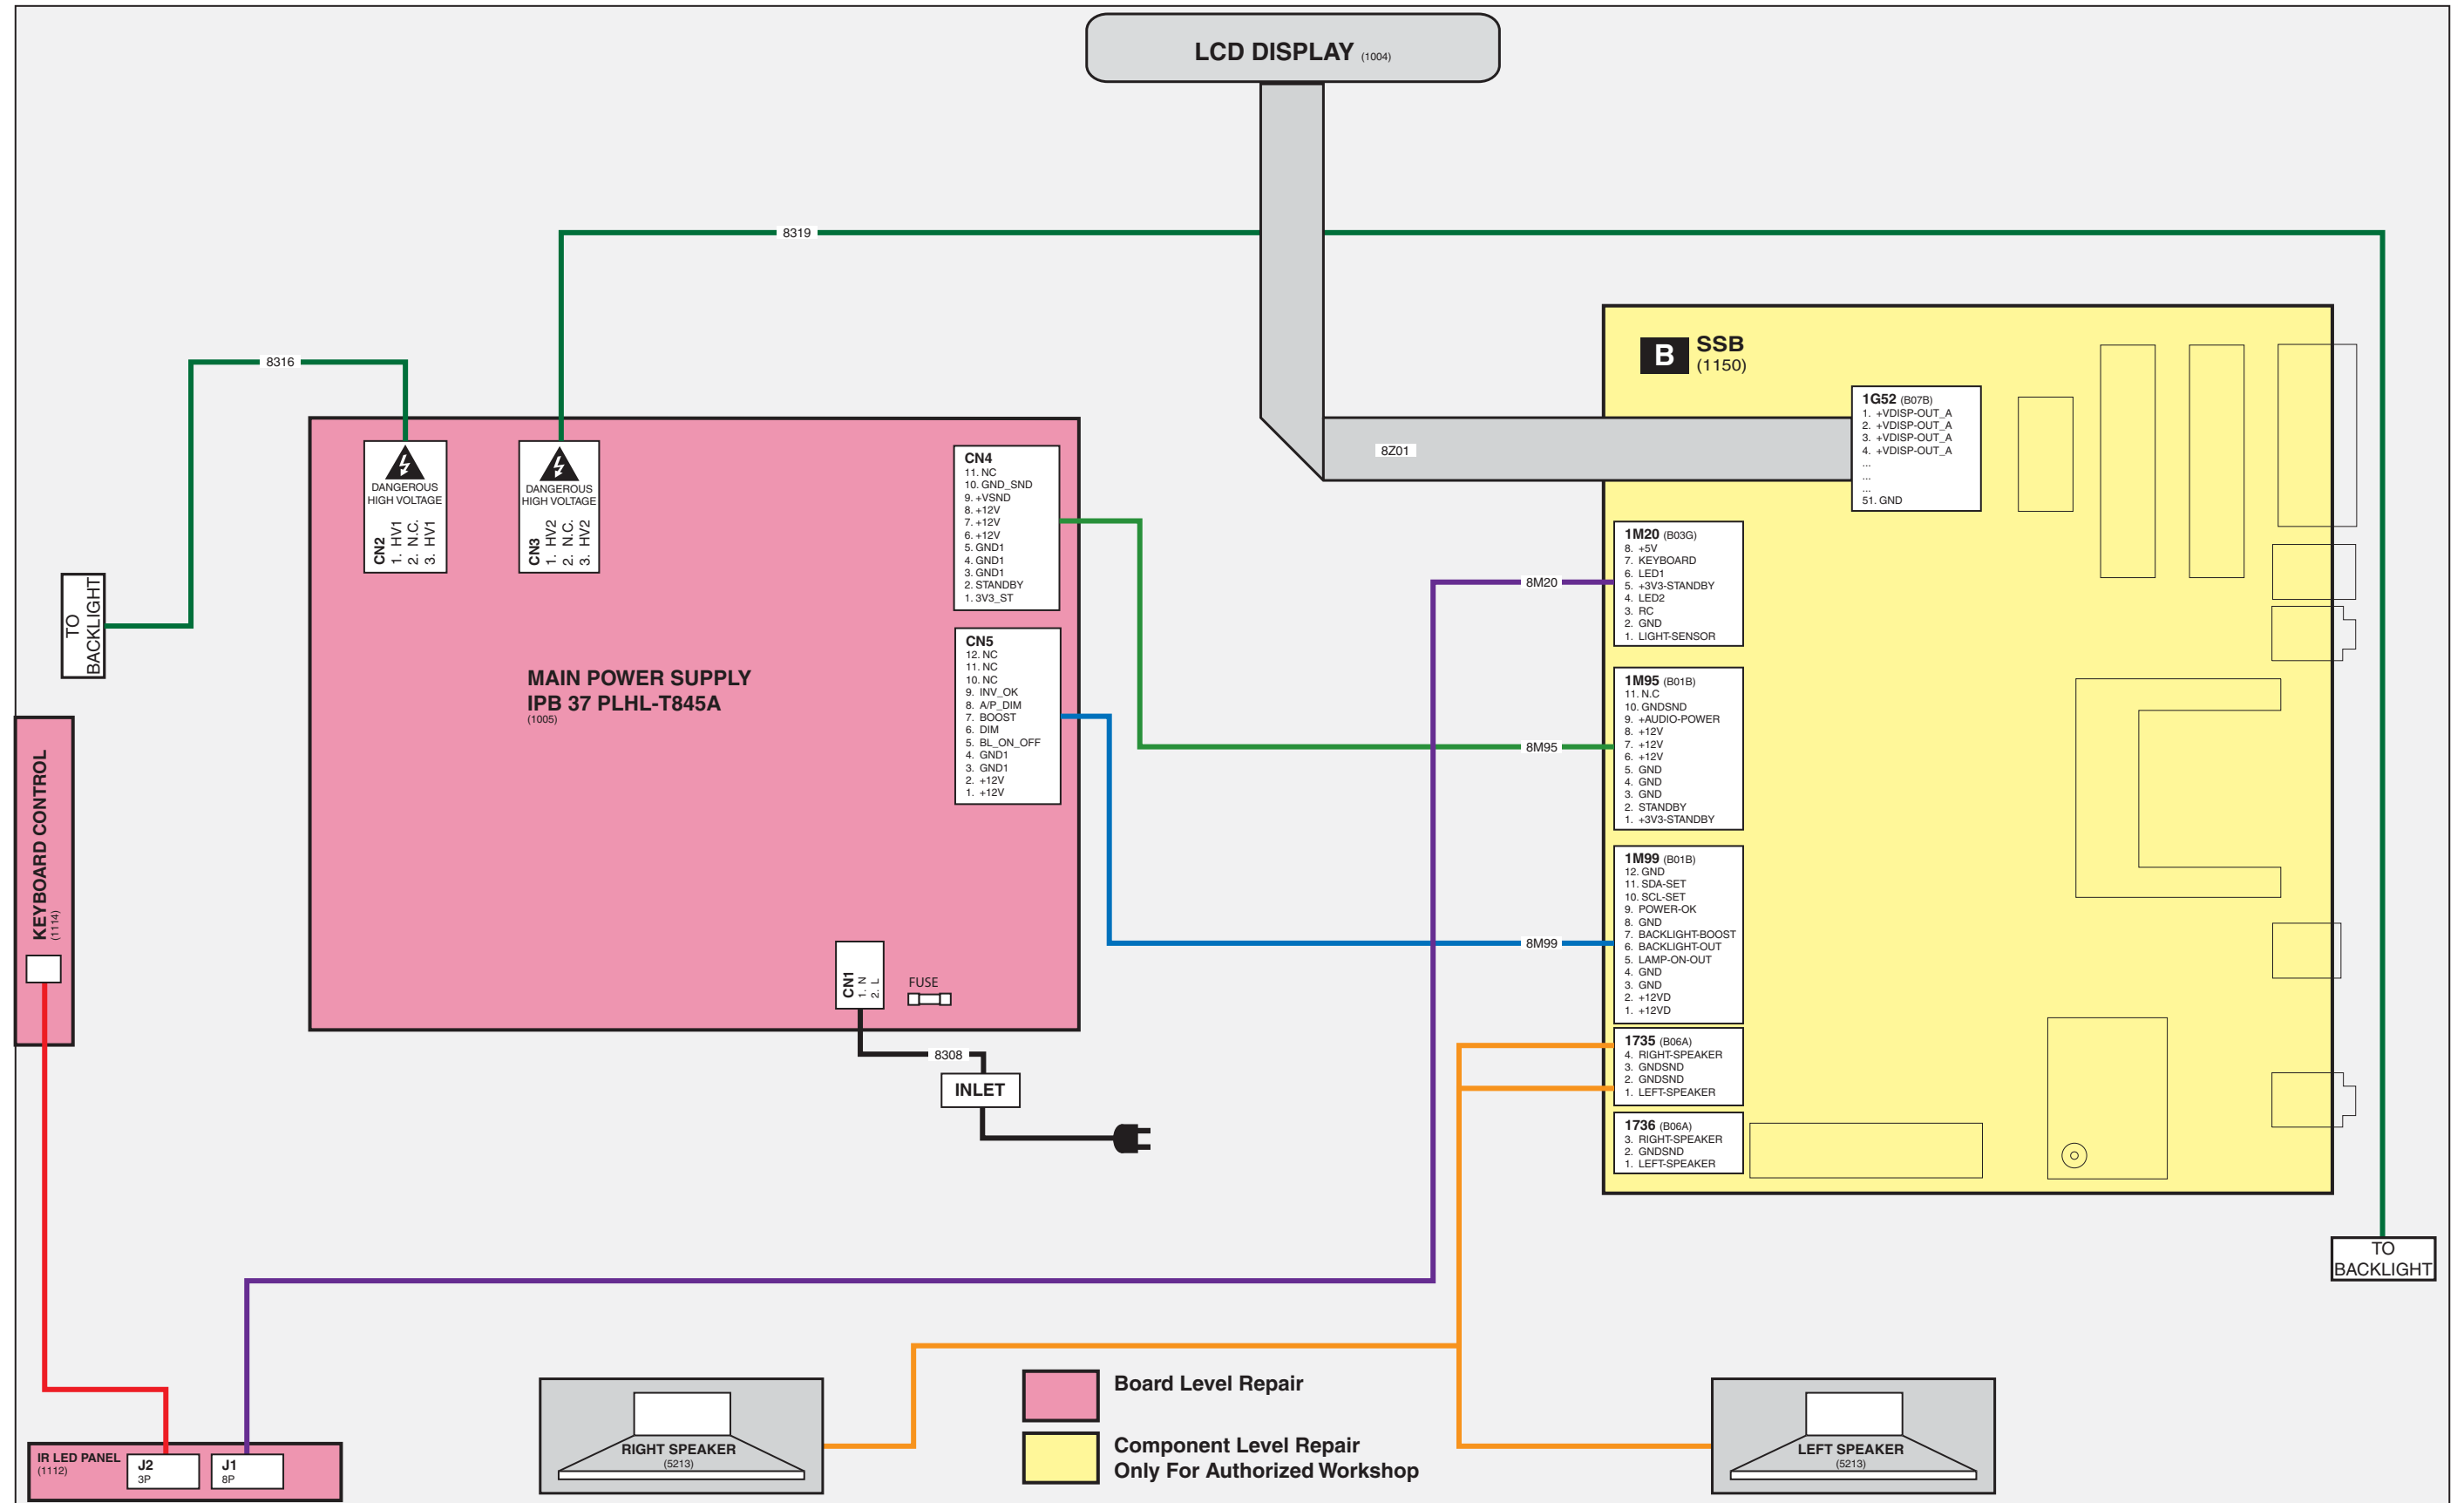 LCD DISPLAY (1004)
8319
8316
B SSB
(1150)
1G52 (B07B)
1. +VDISP-OUT_A
2. +VDISP-OUT_A
3. +VDISP-OUT_A
4. +VDISP-OUT_A
...
...
...
51. GND
8Z01
DANGEROUS
HIGH VOLTAGE
CN2
1. HV1
2. N.C.
3. HV1
DANGEROUS
HIGH VOLTAGE
CN3
1. HV2
2. N.C.
3. HV2
CN4
11. NC
10. GND_SND
9. +VSND
8. +12V
7. +12V
6. +12V
5. GND1
4. GND1
3. GND1
2. STANDBY
1. 3V3_ST
CN5
12. NC
11. NC
10. NC
9. INV_OK
8. A/P_DIM
7. BOOST
6. DIM
5. BL_ON_OFF
4. GND1
3. GND1
2. +12V
1. +12V
MAIN POWER SUPPLY
IPB 37 PLHL-T845A
(1005)
TO
BACKLIGHT
KEYBOARD CONTROL
(1114)
CN1
1. N
2. L
FUSE
8308
INLET
8M20
8M95
8M99
1M20 (B03G)
8. +5V
7. KEYBOARD
6. LED1
5. +3V3-STANDBY
4. LED2
3. RC
2. GND
1. LIGHT-SENSOR
1M95 (B01B)
11. N.C
10. GNDSND
9. +AUDIO-POWER
8. +12V
7. +12V
6. +12V
5. GND
4. GND
3. GND
2. STANDBY
1. +3V3-STANDBY
1M99 (B01B)
12. GND
11. SDA-SET
10. SCL-SET
9. POWER-OK
8. GND
7. BACKLIGHT-BOOST
6. BACKLIGHT-OUT
5. LAMP-ON-OUT
4. GND
3. GND
2. +12VD
1. +12VD
1735 (B06A)
4. RIGHT-SPEAKER
3. GNDSND
2. GNDSND
1. LEFT-SPEAKER
1736 (B06A)
3. RIGHT-SPEAKER
2. GNDSND
1. LEFT-SPEAKER
TO
BACKLIGHT
IR LED PANEL
(1112)
J2
3P
J1
8P
RIGHT SPEAKER
(5213)
Board Level Repair
Component Level Repair
Only For Authorized Workshop
LEFT SPEAKER
(5213)